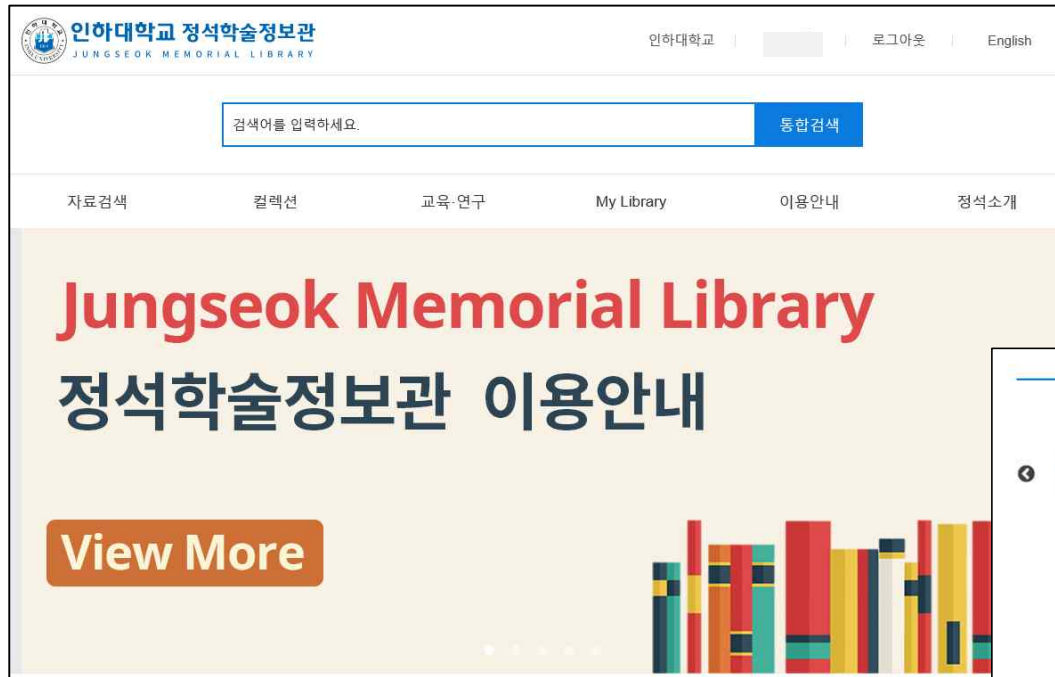 인하대학교 정석학술정보관
JUNGSEOK MEMORIAL LIBRARY
인하대학교 로그아웃 English
검색어를 입력하세요. 통합검색
자료검색 컬렉션 교육·연구 My Library 이용안내 정석소개
Jungseok Memorial Library
정석학술정보관 이용안내
View More